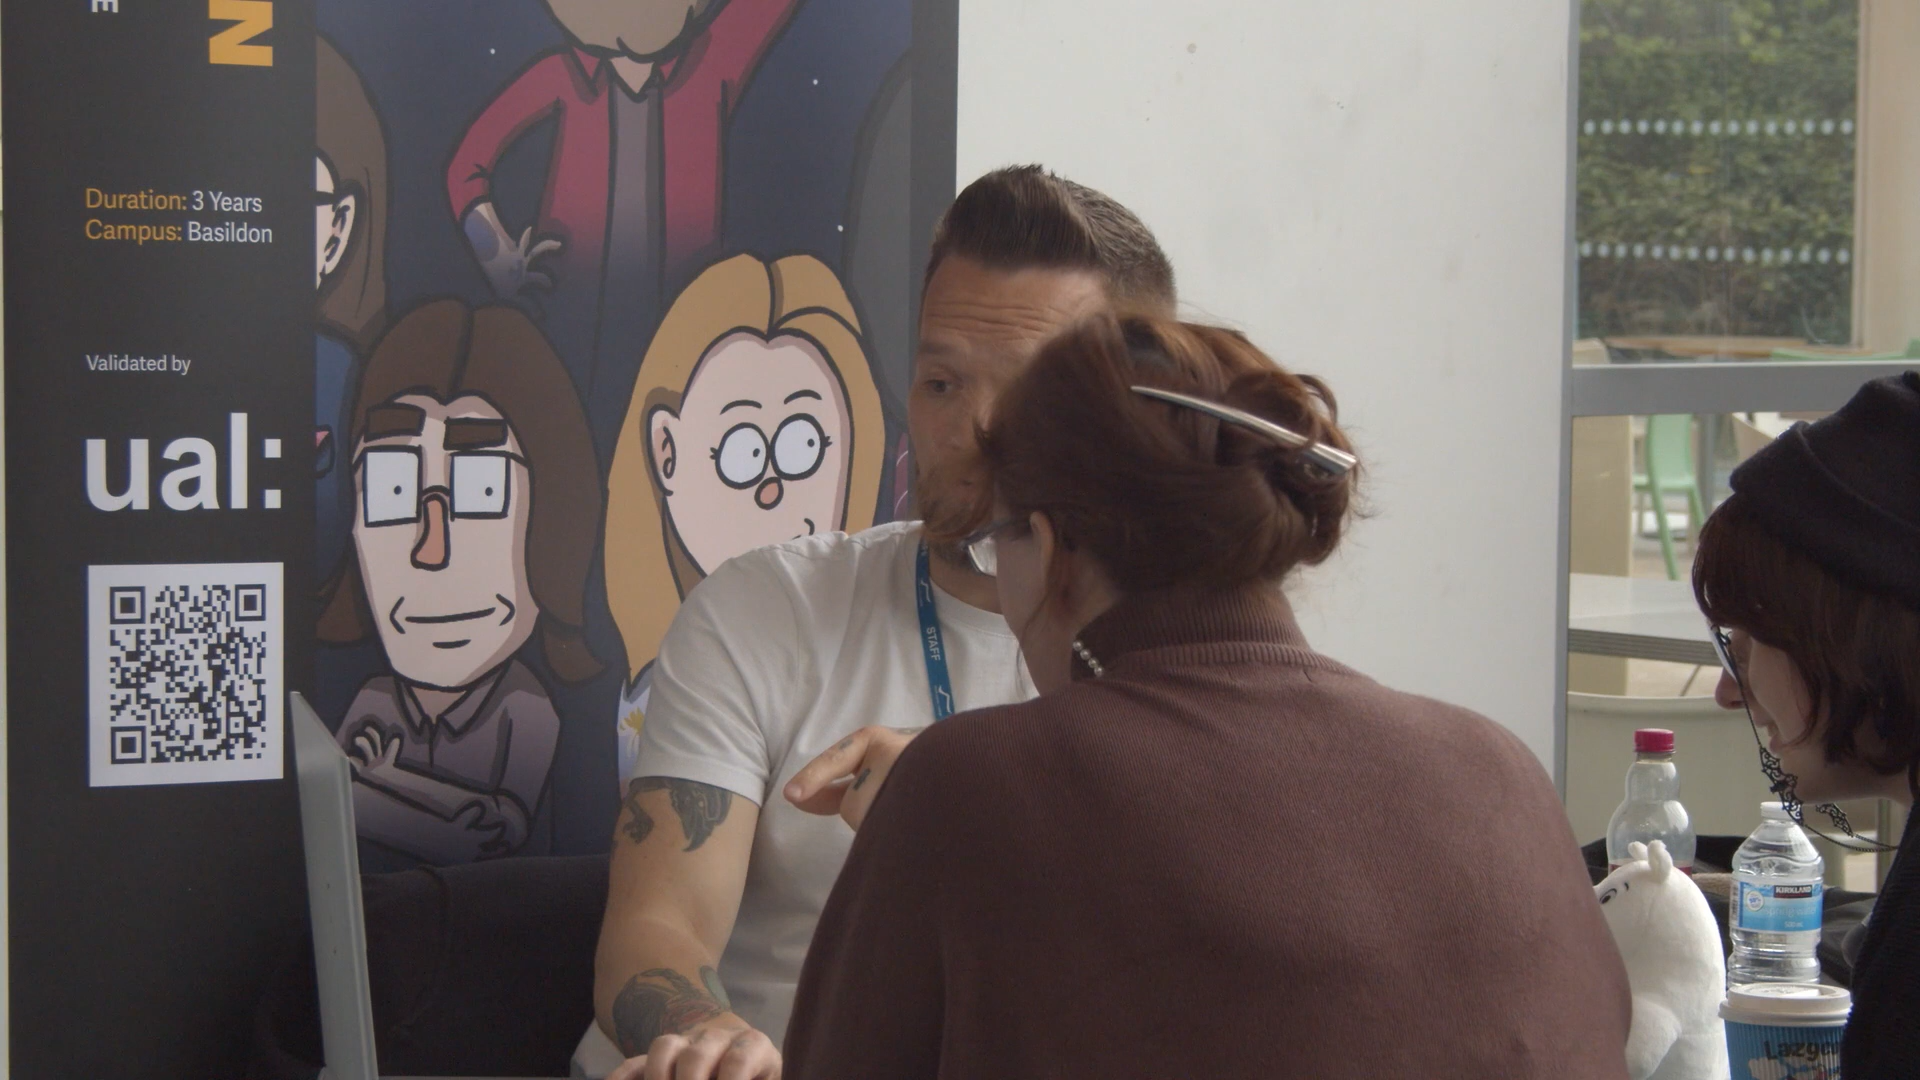 E
N
Duration: 3 Years
Campus: Basildon
Validated by
ual:
STAFF
KIRKLAND